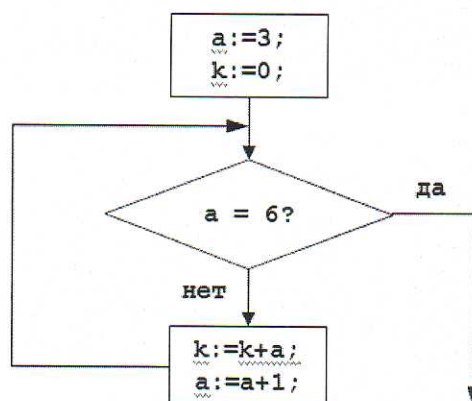 a:=3;
k:=0;
a = 6?
да
нет
k:=k+a;
a:=a+1;